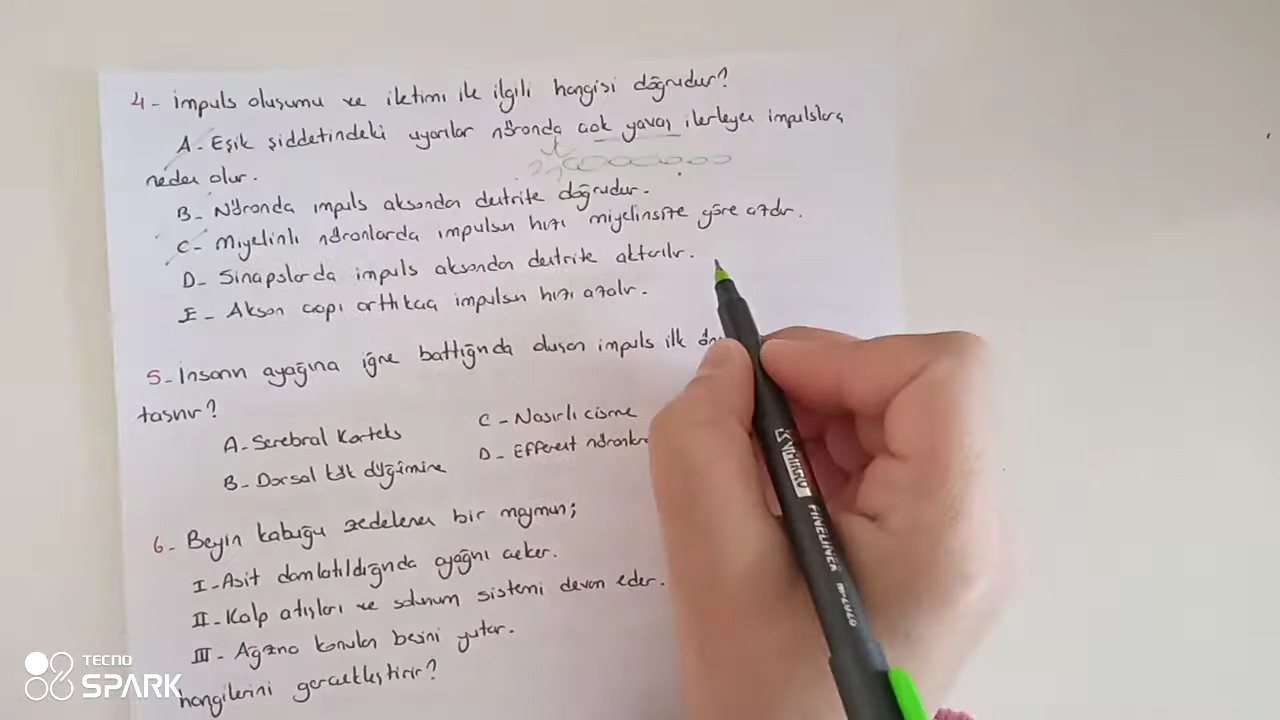 4- impuls oluşumu ve iletimi ile ilgili hangisi doğrudur?
A- Eşik şiddetindeki uyarılar nöronda çok yavaş ilerleyen impulslara
neden olur.
B- Nöronda impuls aksondan dentrite doğrudur.
C- Miyelinli nöronlarda impulsun hızı miyelinsize göre azdır.
D- Sinapslarda impuls aksondan dentrite aktarılır.
E- Akson çapı arttıkça impulsun hızı azalır.
5- İnsanın ayağına iğne battığında oluşan impuls ilk
taşınır?
A- Serebral Korteks
C- Nasırlı cisme
B- Dorsal kök düğümüne
D- Efferent
6- Beyin kabuğu zedelenen bir maymun;
I- Asit damlatıldığında ayağını çeker.
II- Kalp atışları ve solunum sistemi devam eder.
III- Ağzına konulan besini yutar.
hangilerini gerçekleştirir?
MIKRO FINELINER
TECNO
SPARK